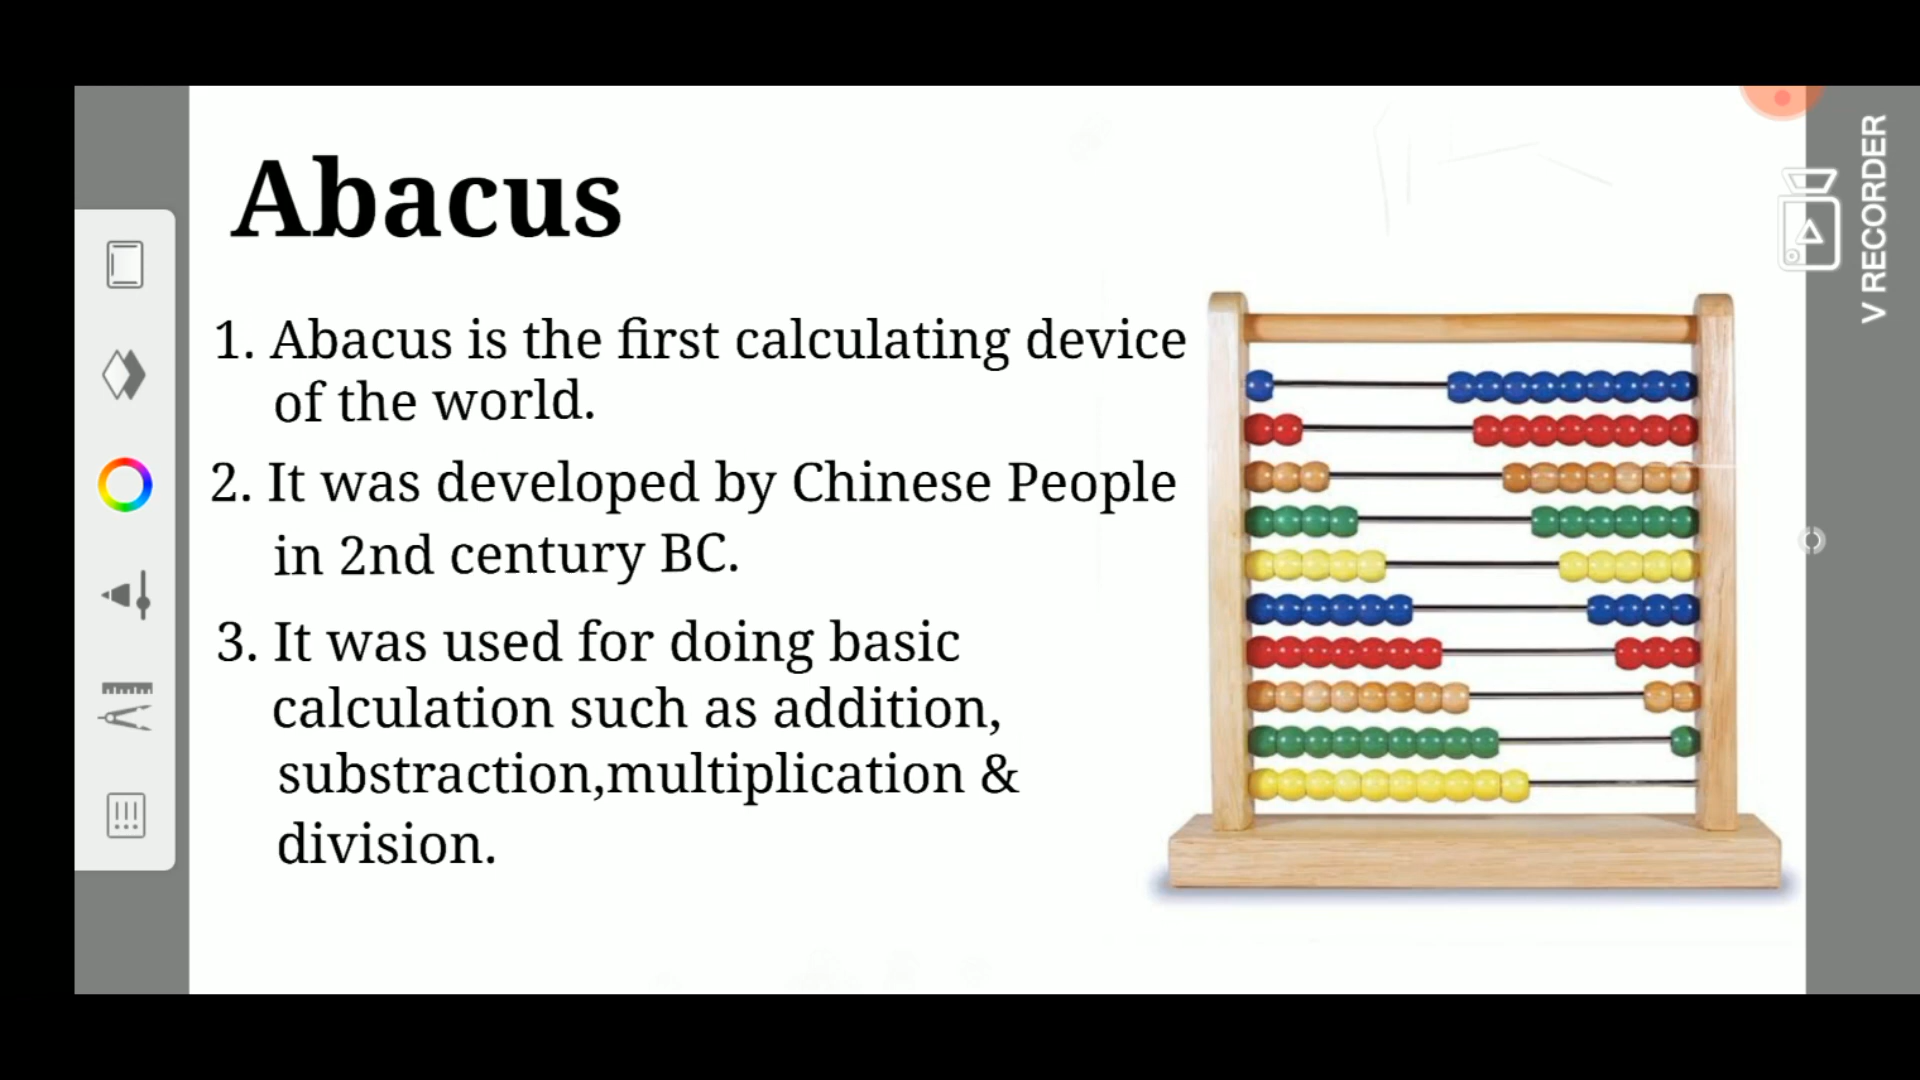 Abacus
1. Abacus is the first calculating device
of the world.
2. It was developed by Chinese People
in 2nd century BC.
3. It was used for doing basic
calculation such as addition,
substraction,multiplication &
division.
V RECORDER